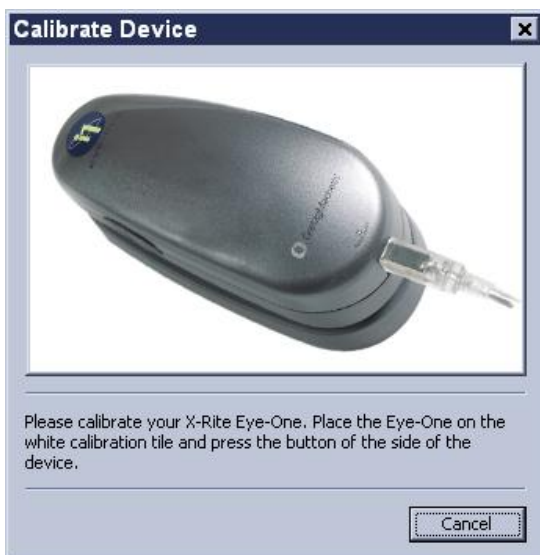 Calibrate Device
GretagMacbeth
Please calibrate your X-Rite Eye-One. Place the Eye-One on the
white calibration tile and press the button of the side of the
device.
Cancel